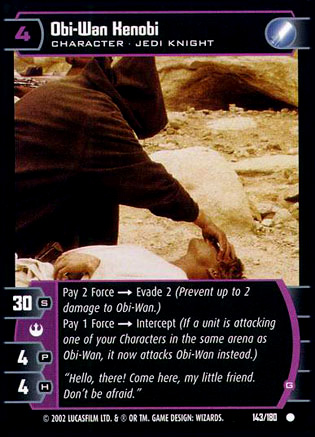 4
Obi-Wan Kenobi
CHARACTER · JEDI KNIGHT
30 S
Pay 2 Force → Evade 2 (Prevent up to 2
damage to Obi-Wan.)
Pay 1 Force → Intercept (If a unit is attacking
one of your Characters in the same arena as
Obi-Wan, it now attacks Obi-Wan instead.)
4 P
4 H
“Hello, there! Come here, my little friend.
Don't be afraid.”
G
© 2002 LUCASFILM LTD. & ® OR TM. GAME DESIGN: WIZARDS.
143/180